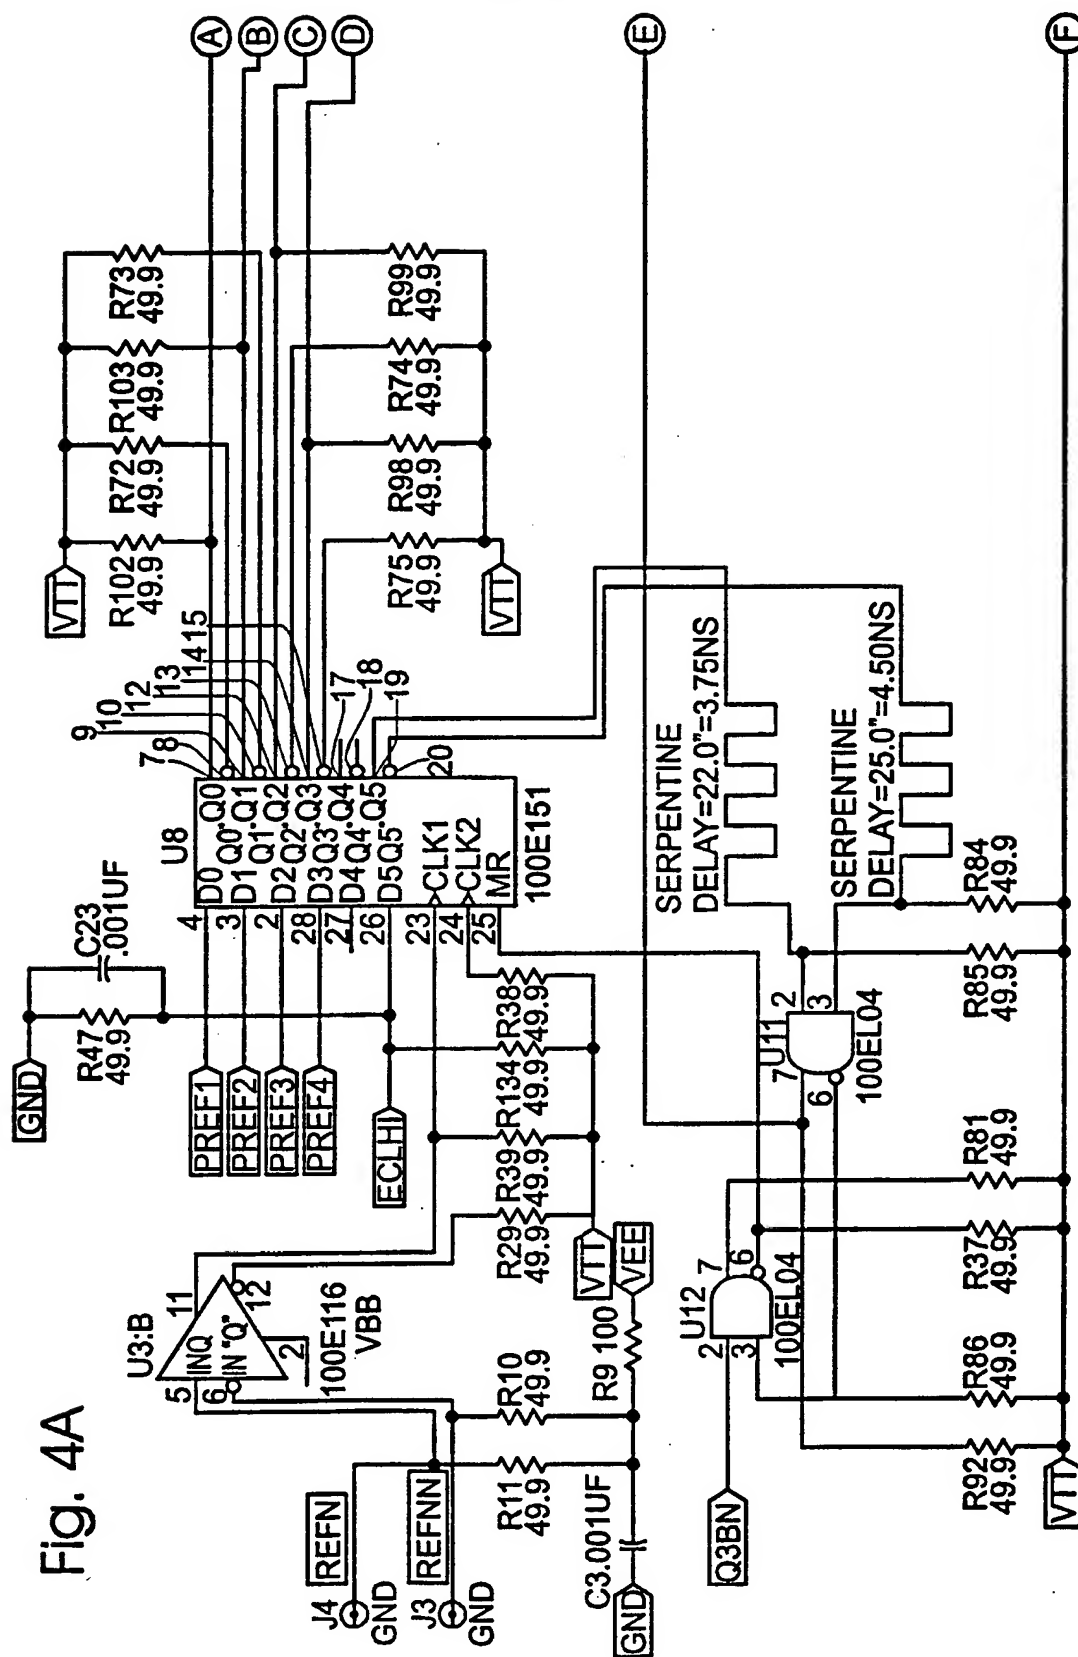 Fig. 4A
A
B
C
D
E
F
R73
49.9
R103
49.9
R72
49.9
R102
49.9
VTT
R99
49.9
R74
49.9
R98
49.9
R75
49.9
VTT
GND
R47
49.9
C23
.001UF
U8
100E151
D0 Q0
Q0'
D1 Q1
Q1'
D2 Q2
Q2'
D3 Q3
Q3'
D4 Q4
Q4'
D5 Q5
Q5'
CLK1
CLK2
MR
4
3
2
28
27
26
23
24
25
7
8
9
10
12
13
14
15
17
18
19
20
PREF1
PREF2
PREF3
PREF4
ECLHI
R38
49.9
R134
49.9
R39
49.9
R29
49.9
VTT
U3:B
INQ
IN "Q"
5
6
11
12
2
100E116
VBB
J4
GND
REFN
J3
GND
REFNN
R10
49.9
R11
49.9
R9 100
VEE
C3.001UF
GND
SERPENTINE
DELAY=22.0"=3.75NS
SERPENTINE
DELAY=25.0"=4.50NS
R84
49.9
R85
49.9
U11
100EL04
2
3
7
6
R81
49.9
R37
49.9
U12
100EL04
2
3
7
6
R86
49.9
R92
49.9
Q3BN
VTT